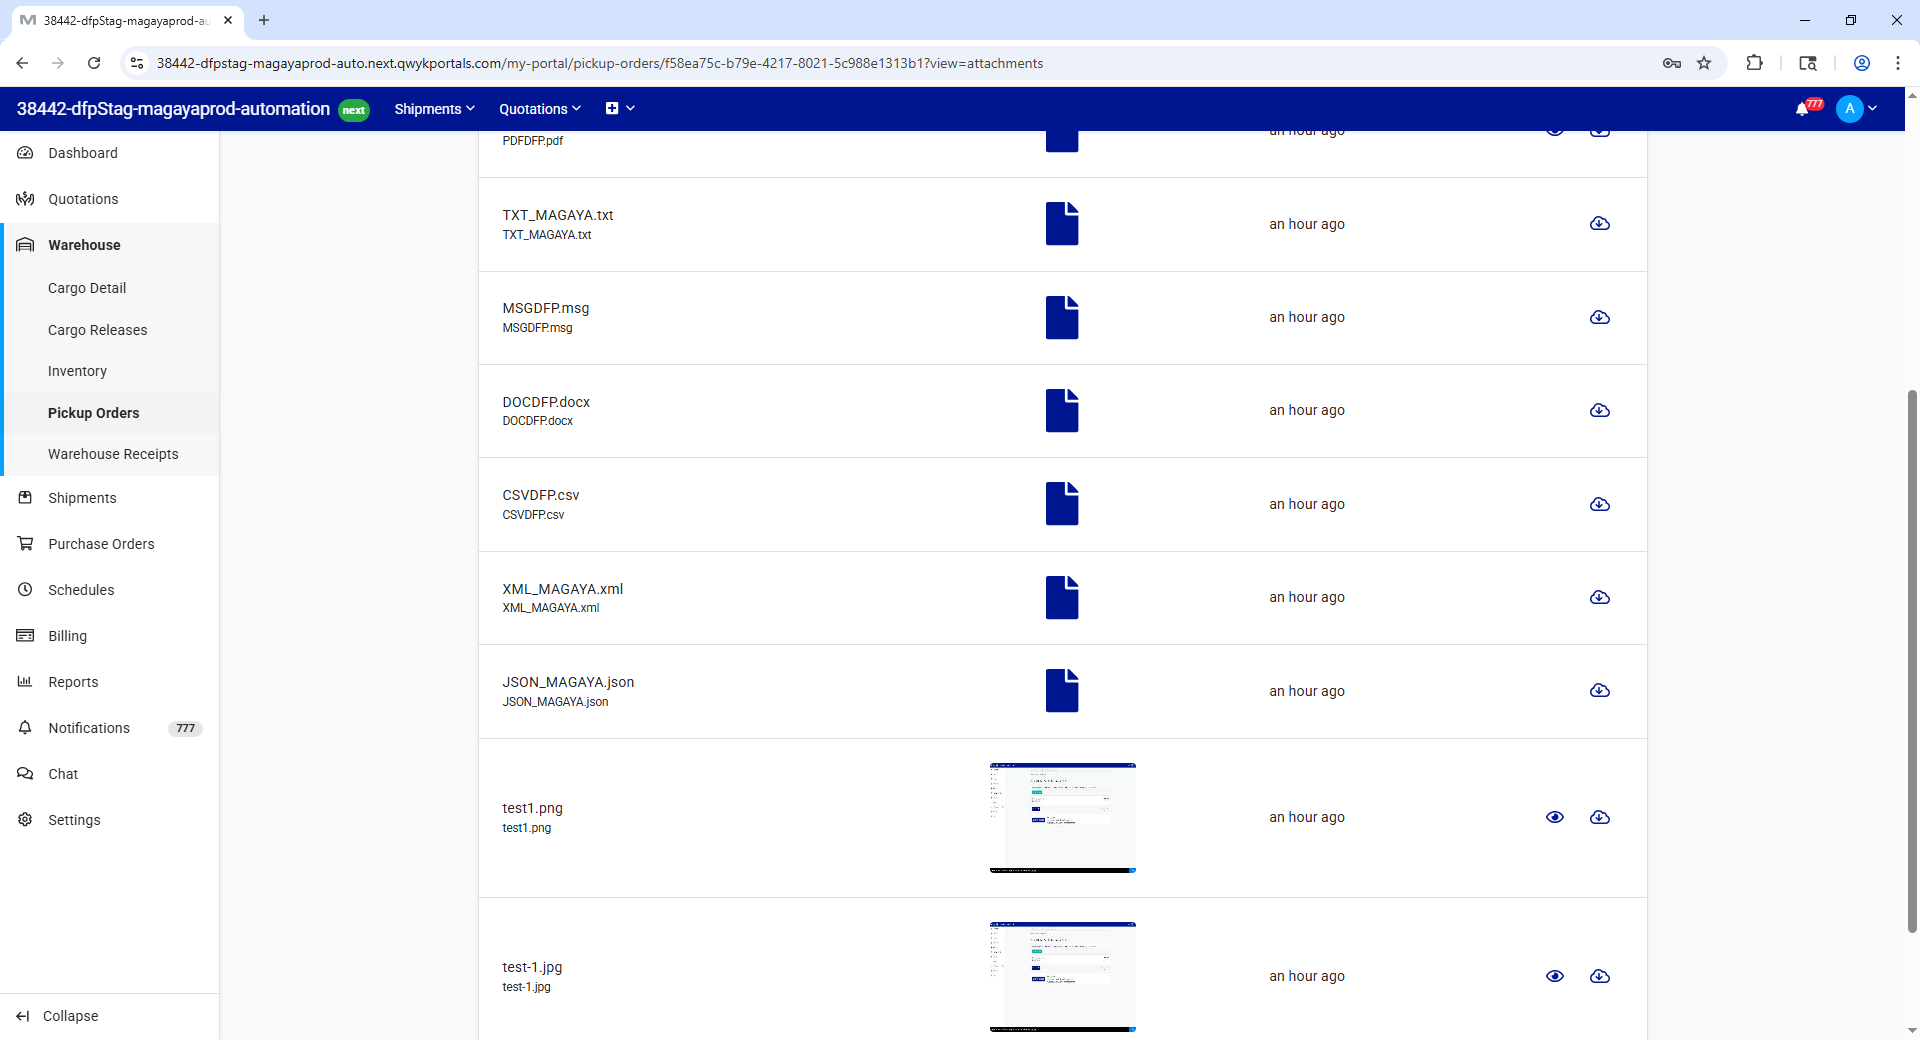 38442-dfpStag-magayaprod-au
38442-dfpstag-magayaprod-auto.next.qwykportals.com/my-portal/pickup-orders/f58ea75c-b79e-4217-8021-5c988e1313b1?view=attachments
38442-dfpStag-magayaprod-automation
next
Shipments
Quotations
777
A
Dashboard
Quotations
Warehouse
Cargo Detail
Cargo Releases
Inventory
Pickup Orders
Warehouse Receipts
Shipments
Purchase Orders
Schedules
Billing
Reports
Notifications
777
Chat
Settings
Collapse
an hour ago
PDFDFP.pdf
TXT_MAGAYA.txt
TXT_MAGAYA.txt
an hour ago
MSGDFP.msg
MSGDFP.msg
an hour ago
DOCDFP.docx
DOCDFP.docx
an hour ago
CSVDFP.csv
CSVDFP.csv
an hour ago
XML_MAGAYA.xml
XML_MAGAYA.xml
an hour ago
JSON_MAGAYA.json
JSON_MAGAYA.json
an hour ago
test1.png
test1.png
an hour ago
test-1.jpg
test-1.jpg
an hour ago